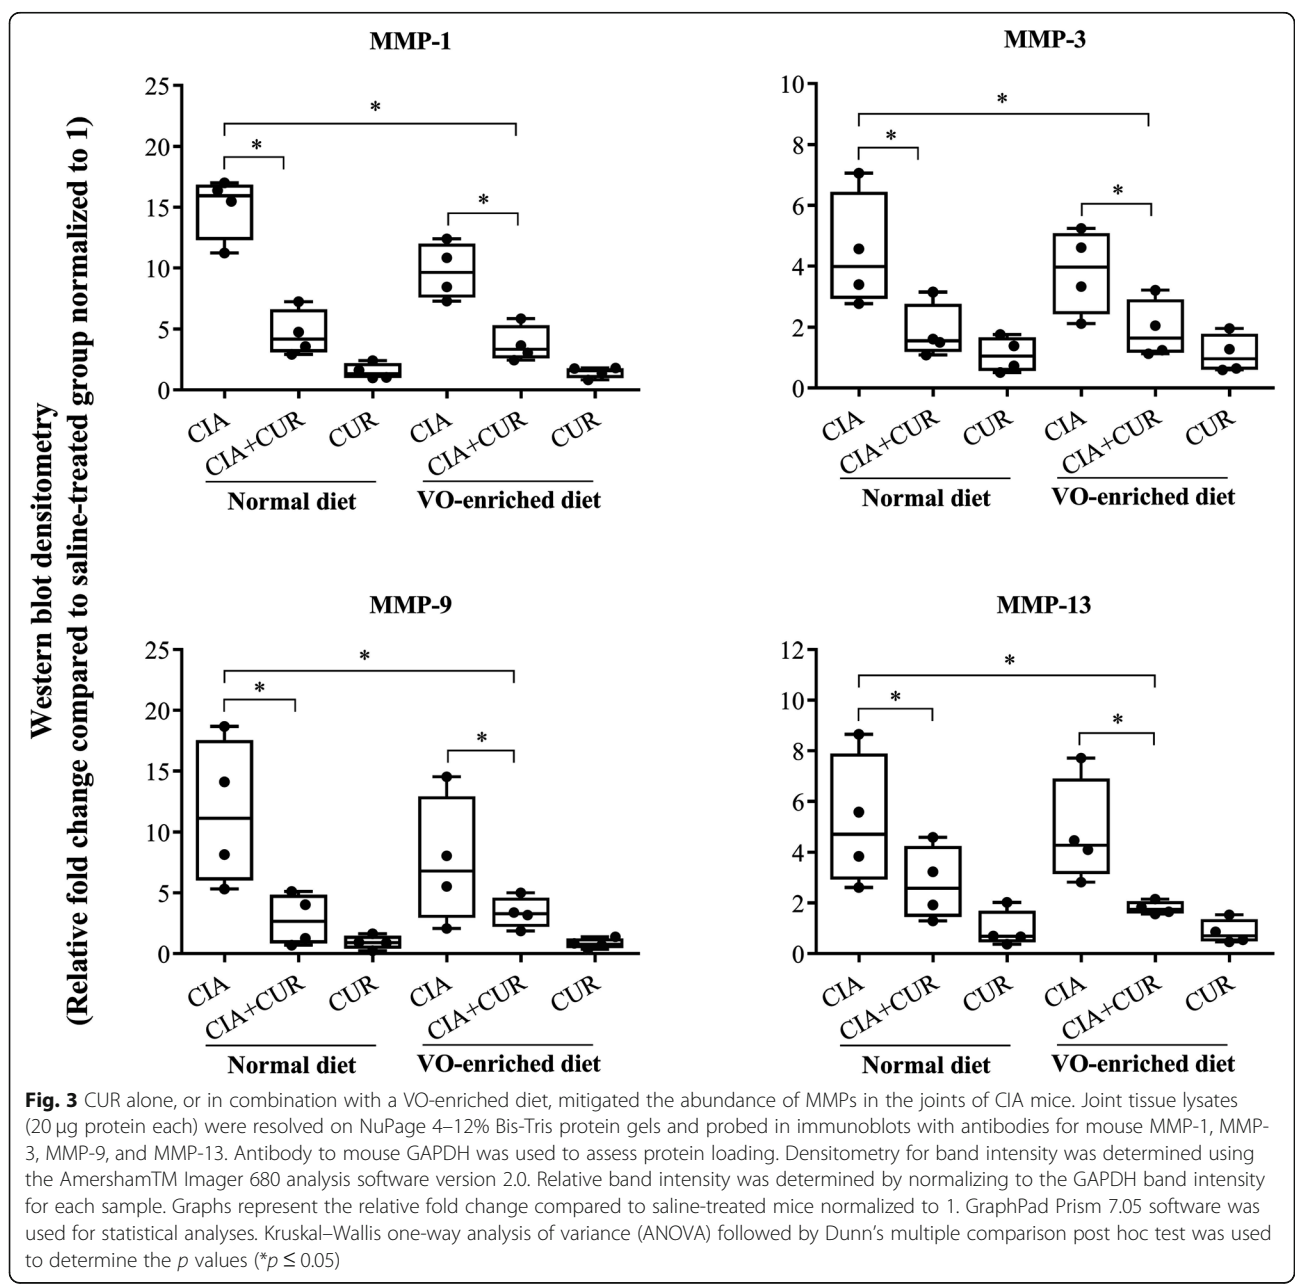 Western blot densitometry
(Relative fold change compared to saline-treated group normalized to 1)
MMP-1
25
20
15
10
5
0
*
*
*
CIA
CIA+CUR
CUR
CIA
CIA+CUR
CUR
Normal diet
VO-enriched diet
MMP-3
10
8
6
4
2
0
*
*
*
CIA
CIA+CUR
CUR
CIA
CIA+CUR
CUR
Normal diet
VO-enriched diet
MMP-9
25
20
15
10
5
0
*
*
*
CIA
CIA+CUR
CUR
CIA
CIA+CUR
CUR
Normal diet
VO-enriched diet
MMP-13
12
10
8
6
4
2
0
*
*
*
CIA
CIA+CUR
CUR
CIA
CIA+CUR
CUR
Normal diet
VO-enriched diet
Fig. 3 CUR alone, or in combination with a VO-enriched diet, mitigated the abundance of MMPs in the joints of CIA mice. Joint tissue lysates
(20 μg protein each) were resolved on NuPage 4–12% Bis-Tris protein gels and probed in immunoblots with antibodies for mouse MMP-1, MMP-
3, MMP-9, and MMP-13. Antibody to mouse GAPDH was used to assess protein loading. Densitometry for band intensity was determined using
the AmershamTM Imager 680 analysis software version 2.0. Relative band intensity was determined by normalizing to the GAPDH band intensity
for each sample. Graphs represent the relative fold change compared to saline-treated mice normalized to 1. GraphPad Prism 7.05 software was
used for statistical analyses. Kruskal–Wallis one-way analysis of variance (ANOVA) followed by Dunn's multiple comparison post hoc test was used
to determine the p values (*p ≤ 0.05)